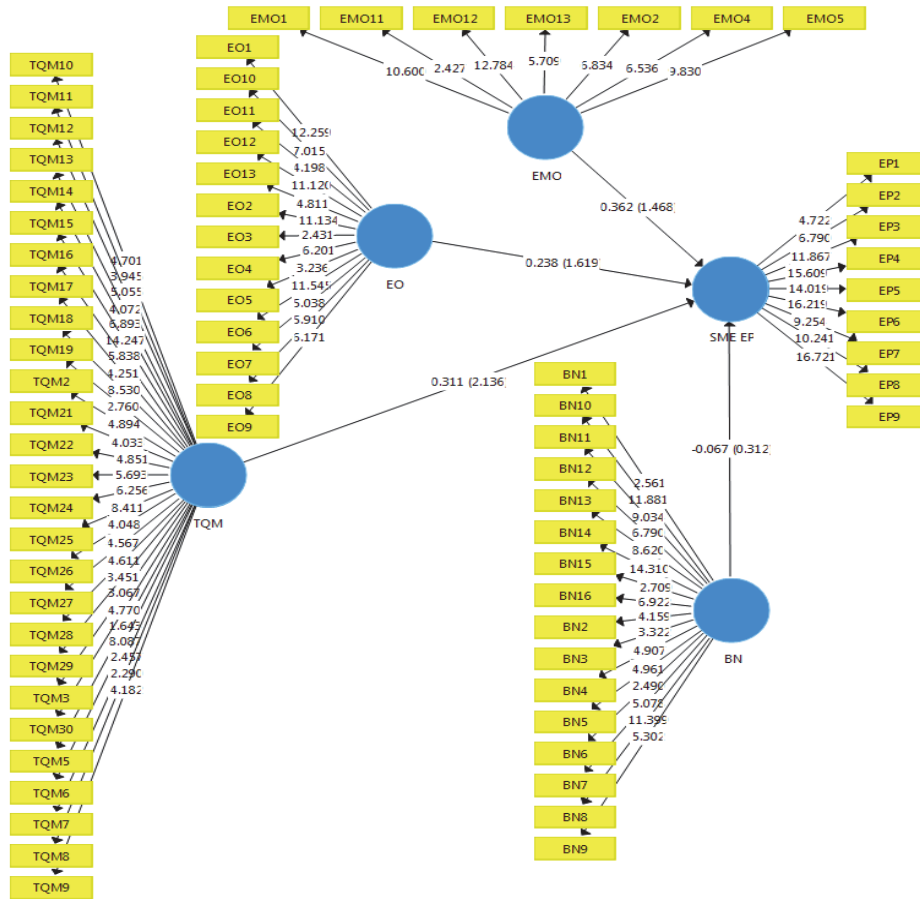 EMO1
EMO11
EMO12
EMO13
EMO2
EMO4
EMO5
10.600
2.427
12.784
5.709
5.834
6.536
9.830
EMO
EO1
EO10
EO11
EO12
EO13
EO2
EO3
EO4
EO5
EO6
EO7
EO8
EO9
12.259
7.015
4.198
11.120
4.811
11.134
2.431
6.201
3.236
11.545
5.038
5.910
5.171
EO
TQM10
TQM11
TQM12
TQM13
TQM14
TQM15
TQM16
TQM17
TQM18
TQM19
TQM2
TQM21
TQM22
TQM23
TQM24
TQM25
TQM26
TQM27
TQM28
TQM29
TQM3
TQM30
TQM5
TQM6
TQM7
TQM8
TQM9
4.701
3.945
5.055
4.072
6.893
14.247
5.838
4.251
8.530
2.760
4.894
4.033
4.851
5.693
6.256
8.411
4.048
4.567
4.611
3.451
3.067
4.770
1.643
8.087
2.457
2.290
4.182
TQM
0.362 (1.468)
0.238 (1.619)
0.311 (2.136)
-0.067 (0.312)
SME EF
EP1
EP2
EP3
EP4
EP5
EP6
EP7
EP8
EP9
4.722
6.790
11.867
15.609
14.019
16.219
9.254
10.241
16.721
BN1
BN10
BN11
BN12
BN13
BN14
BN15
BN16
BN2
BN3
BN4
BN5
BN6
BN7
BN8
BN9
2.561
11.881
9.034
6.790
8.620
14.310
2.709
6.922
4.159
3.322
4.907
4.961
2.490
5.078
11.399
5.302
BN